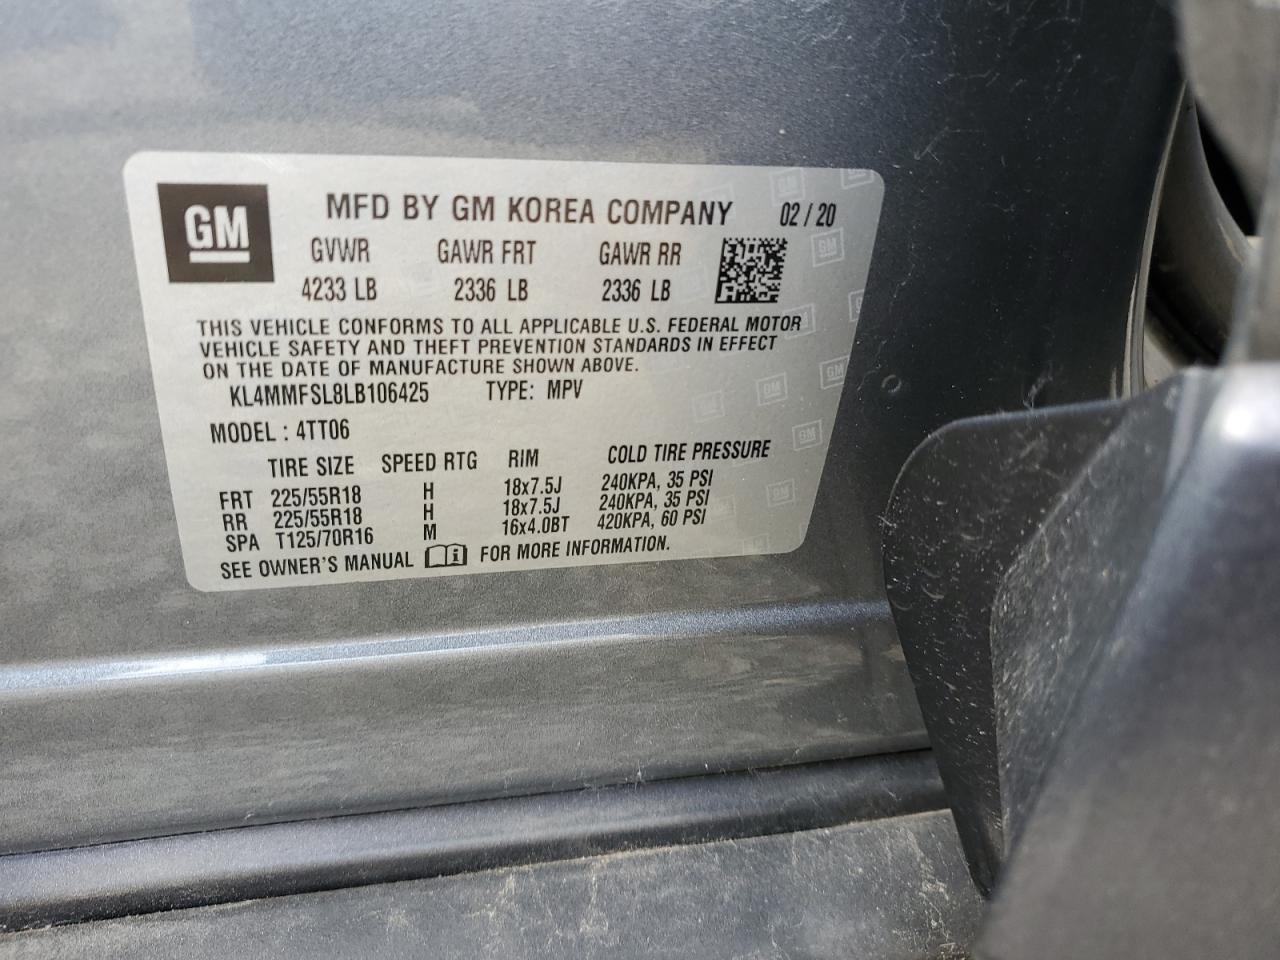 GM
MFD BY GM KOREA COMPANY 02 / 20
GVWR GAWR FRT GAWR RR
4233 LB 2336 LB 2336 LB
THIS VEHICLE CONFORMS TO ALL APPLICABLE U.S. FEDERAL MOTOR
VEHICLE SAFETY AND THEFT PREVENTION STANDARDS IN EFFECT
ON THE DATE OF MANUFACTURE SHOWN ABOVE.
KL4MMFSL8LB106425 TYPE: MPV
MODEL : 4TT06
TIRE SIZE SPEED RTG RIM COLD TIRE PRESSURE
FRT 225/55R18 H 18x7.5J 240KPA, 35 PSI
RR 225/55R18 H 18x7.5J 240KPA, 35 PSI
SPA T125/70R16 M 16x4.0BT 420KPA, 60 PSI
SEE OWNER'S MANUAL FOR MORE INFORMATION.